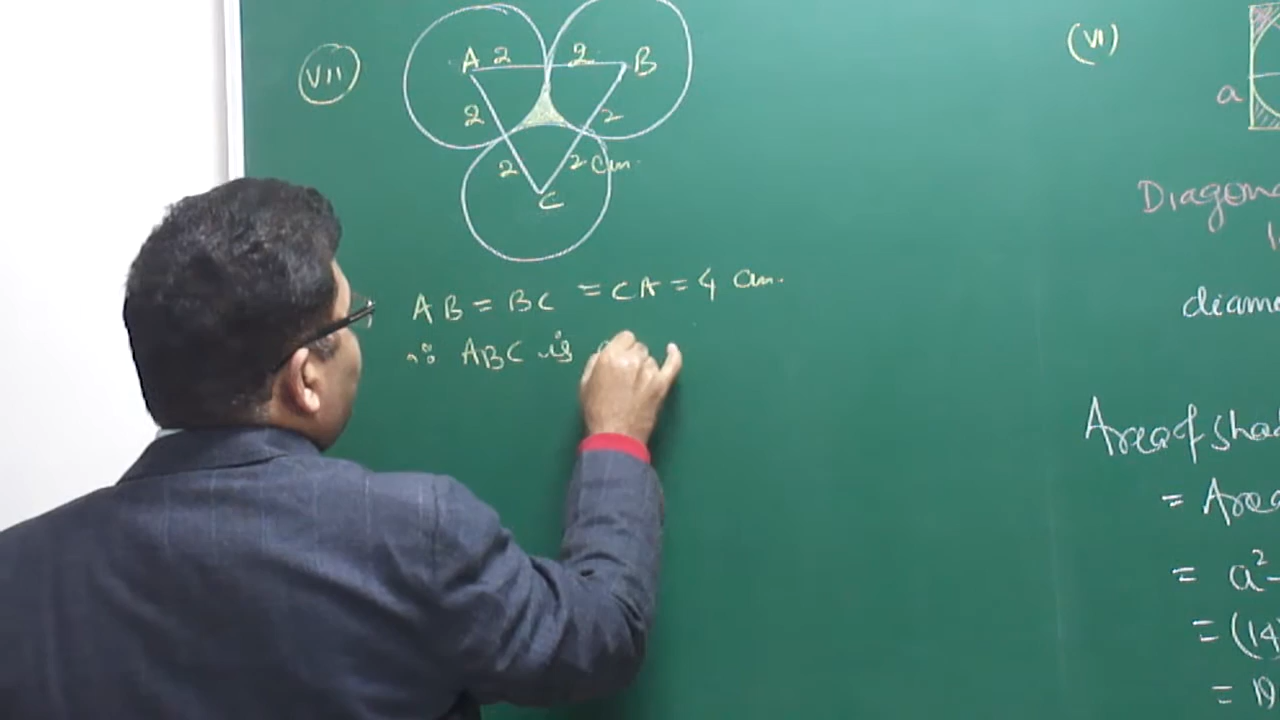 VII
A 2 2 B
2 2
2 2 cm.
C
AB = BC = CA = 4 cm.
∴ ABC is
(VI)
a
Diagona
diame
Area of sha
= Area
= a² -
= (14
= 19